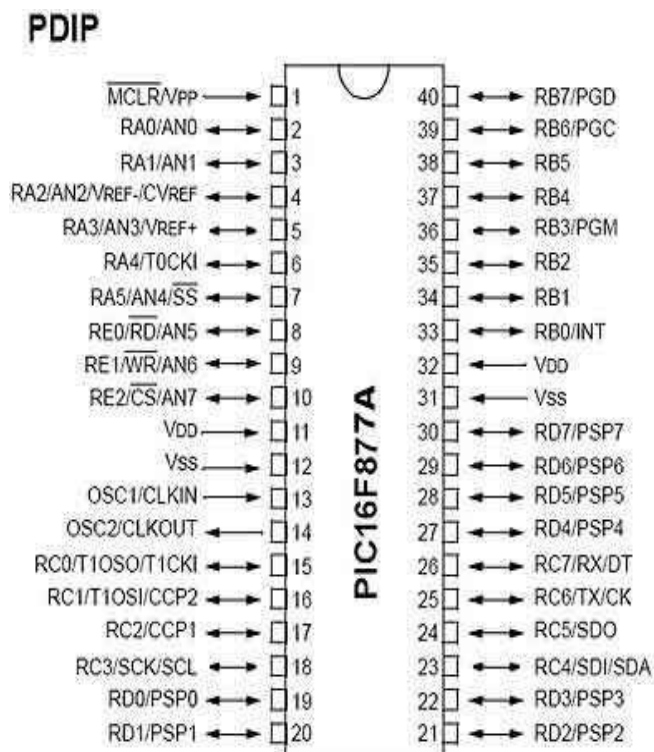 PDIP
MCLR/VPP 1 40 RB7/PGD
RA0/AN0 2 39 RB6/PGC
RA1/AN1 3 38 RB5
RA2/AN2/VREF-/CVREF 4 37 RB4
RA3/AN3/VREF+ 5 36 RB3/PGM
RA4/T0CKI 6 35 RB2
RA5/AN4/SS 7 34 RB1
RE0/RD/AN5 8 33 RB0/INT
RE1/WR/AN6 9 32 VDD
RE2/CS/AN7 10 31 VSS
VDD 11 30 RD7/PSP7
VSS 12 29 RD6/PSP6
OSC1/CLKIN 13 28 RD5/PSP5
OSC2/CLKOUT 14 27 RD4/PSP4
RC0/T1OSO/T1CKI 15 26 RC7/RX/DT
RC1/T1OSI/CCP2 16 25 RC6/TX/CK
RC2/CCP1 17 24 RC5/SDO
RC3/SCK/SCL 18 23 RC4/SDI/SDA
RD0/PSP0 19 22 RD3/PSP3
RD1/PSP1 20 21 RD2/PSP2
PIC16F877A